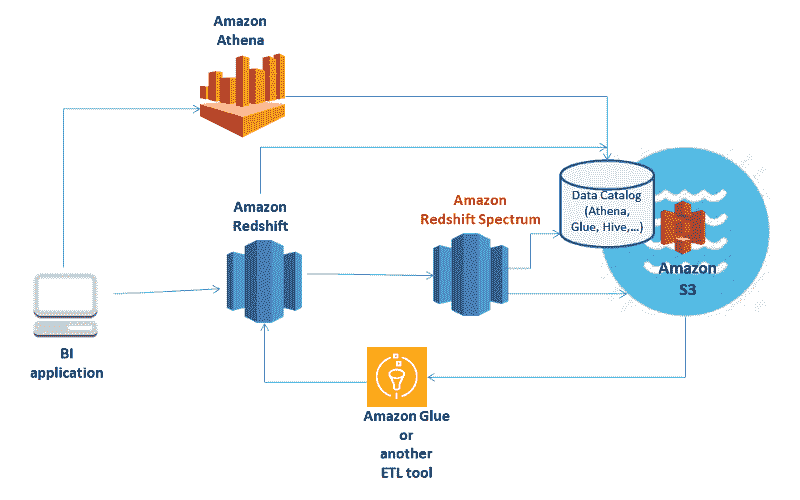 Amazon
Athena
Amazon
Redshift
Amazon
Redshift Spectrum
Data Catalog
(Athena,
Glue, Hive,...)
Amazon
S3
BI
application
Amazon Glue
or
another
ETL tool